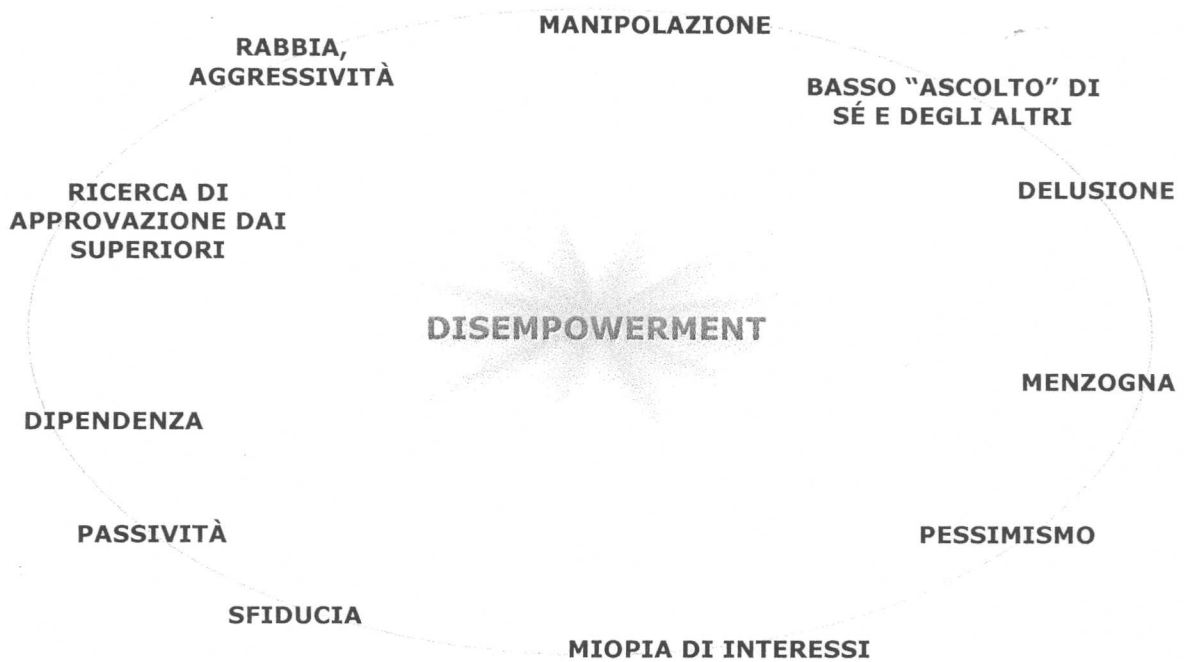 MANIPOLAZIONE
RABBIA,
AGGRESSIVITÀ
BASSO “ASCOLTO” DI
SÉ E DEGLI ALTRI
RICERCA DI
APPROVAZIONE DAI
SUPERIORI
DELUSIONE
DISEMPOWERMENT
MENZOGNA
DIPENDENZA
PASSIVITÀ
PESSIMISMO
SFIDUCIA
MIOPIA DI INTERESSI